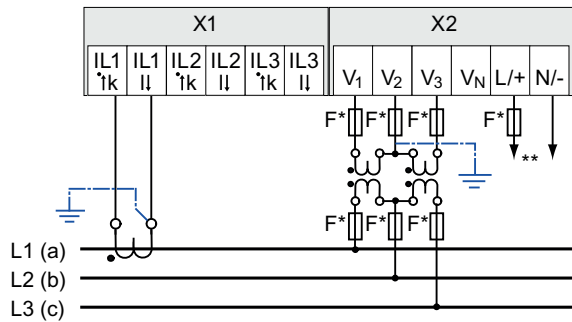 X1 X2
IL1 IL1 IL2 IL2 IL3 IL3 V1 V2 V3 VN L/+ N/-
↑k l↓ ↑k l↓ ↑k l↓
F* F* F* F*
**
F* F* F*
L1 (a)
L2 (b)
L3 (c)